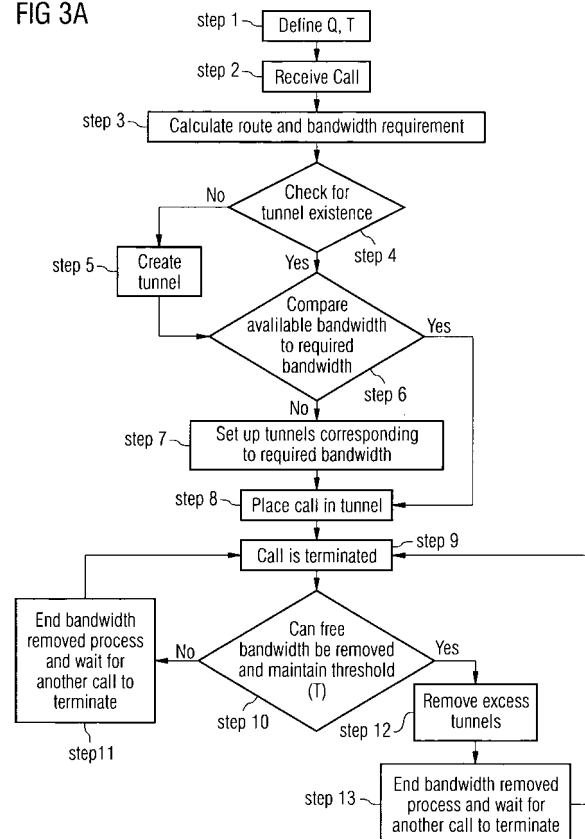 FIG 3A
step 1
Define Q, T
step 2
Receive Call
step 3
Calculate route and bandwidth requirement
No
Check for
tunnel existence
step 4
step 5
Create
tunnel
Yes
Compare
avalilable bandwidth
to required
bandwidth
Yes
step 6
No
step 7
Set up tunnels corresponding
to required bandwidth
step 8
Place call in tunnel
step 9
Call is terminated
End bandwidth
removed process
and wait for
another call to
terminate
step11
No
Can free
bandwidth be removed
and maintain threshold
(T)
Yes
step 10
step 12
Remove excess
tunnels
step 13
End bandwidth removed
process and wait for
another call to terminate